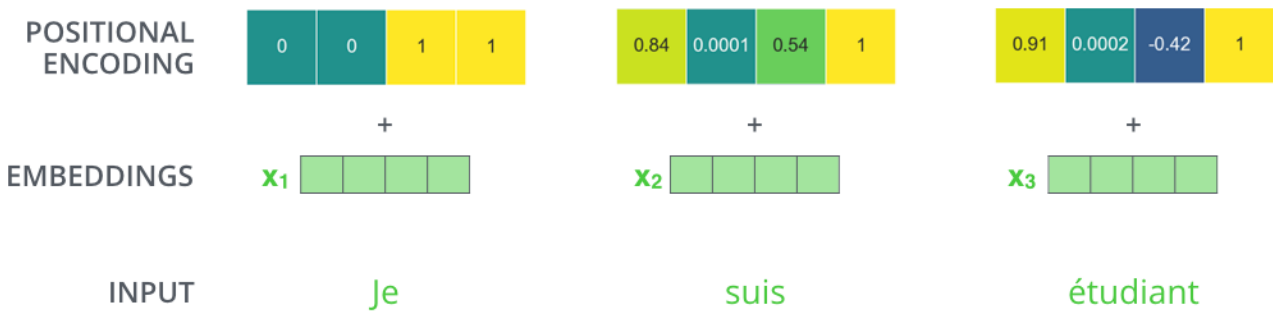 POSITIONAL
ENCODING
0 0 1 1
0.84 0.0001 0.54 1
0.91 0.0002 -0.42 1
+ + +
EMBEDDINGS
x1 x2 x3
INPUT
Je suis étudiant